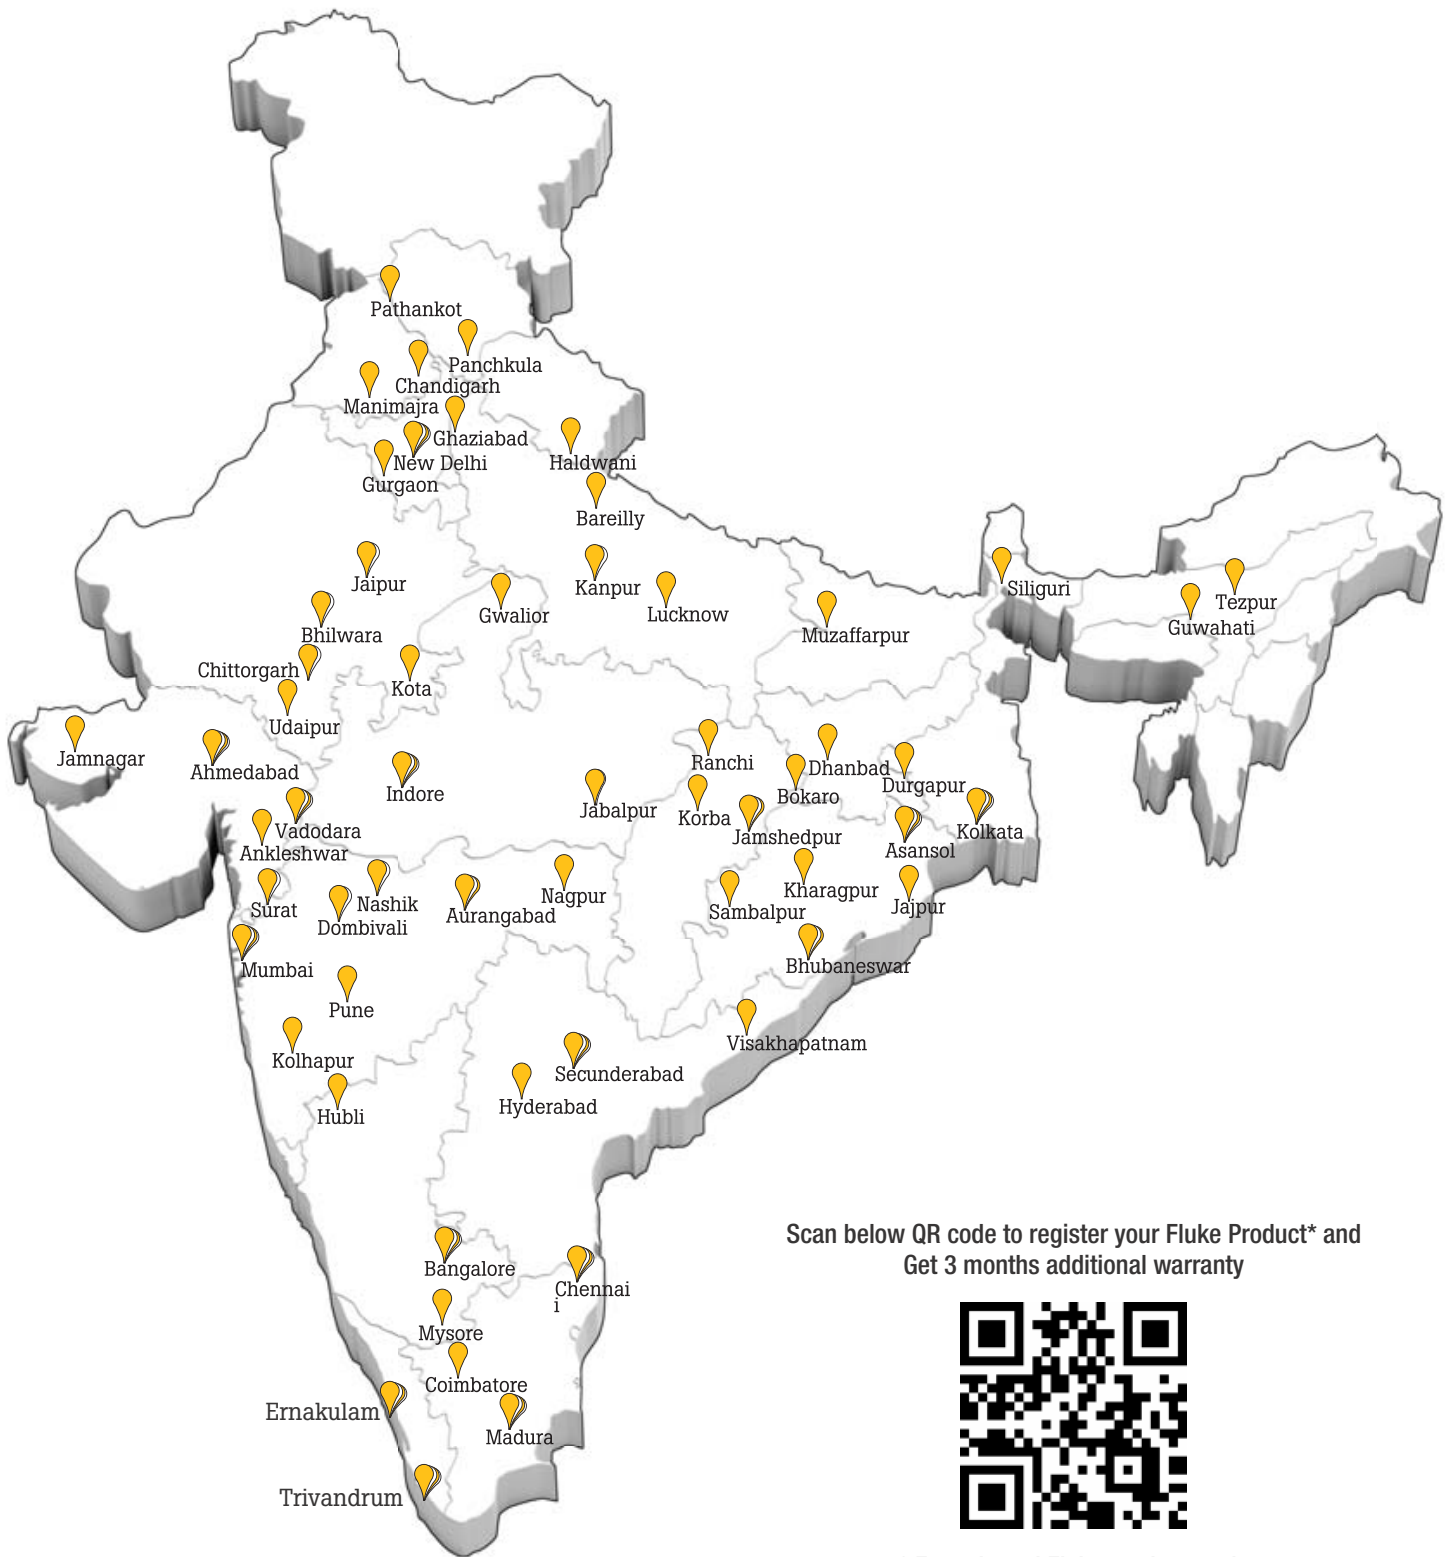 Pathankot
Panchkula
Chandigarh
Manimajra
Ghaziabad
New Delhi
Haldwani
Gurgaon
Bareilly
Jaipur
Kanpur
Siliguri
Gwalior
Lucknow
Tezpur
Guwahati
Bhilwara
Muzaffarpur
Chittorgarh
Kota
Udaipur
Jamnagar
Ahmedabad
Ranchi
Dhanbad
Durgapur
Indore
Bokaro
Jabalpur
Korba
Vadodara
Jamshedpur
Kolkata
Ankleshwar
Asansol
Kharagpur
Nagpur
Nashik
Surat
Aurangabad
Sambalpur
Jajpur
Dombivali
Mumbai
Bhubaneswar
Pune
Visakhapatnam
Kolhapur
Secunderabad
Hyderabad
Hubli
Scan below QR code to register your Fluke Product* and
Get 3 months additional warranty
Bangalore
Chennai
i
Mysore
Coimbatore
Ernakulam
Madura
Trivandrum